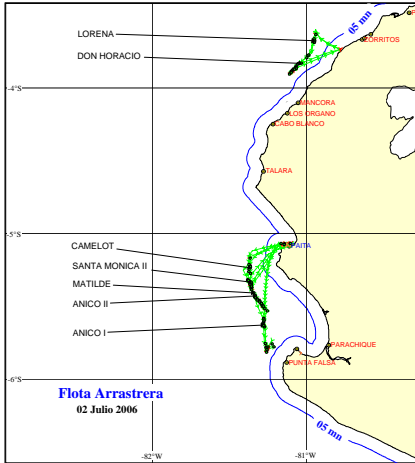 LORENA
05 mn
ZORRITOS
DON HORACIO
-4°S
MANCORA
LOS ORGANO
CABO BLANCO
TALARA
-5°S
CAMELOT
PAITA
SANTA MONICA II
MATILDE
ANICO II
ANICO I
PARACHIQUE
PUNTA FALSA
-6°S
Flota Arrastrera
02 Julio 2006
05 mn
-82°W
-81°W